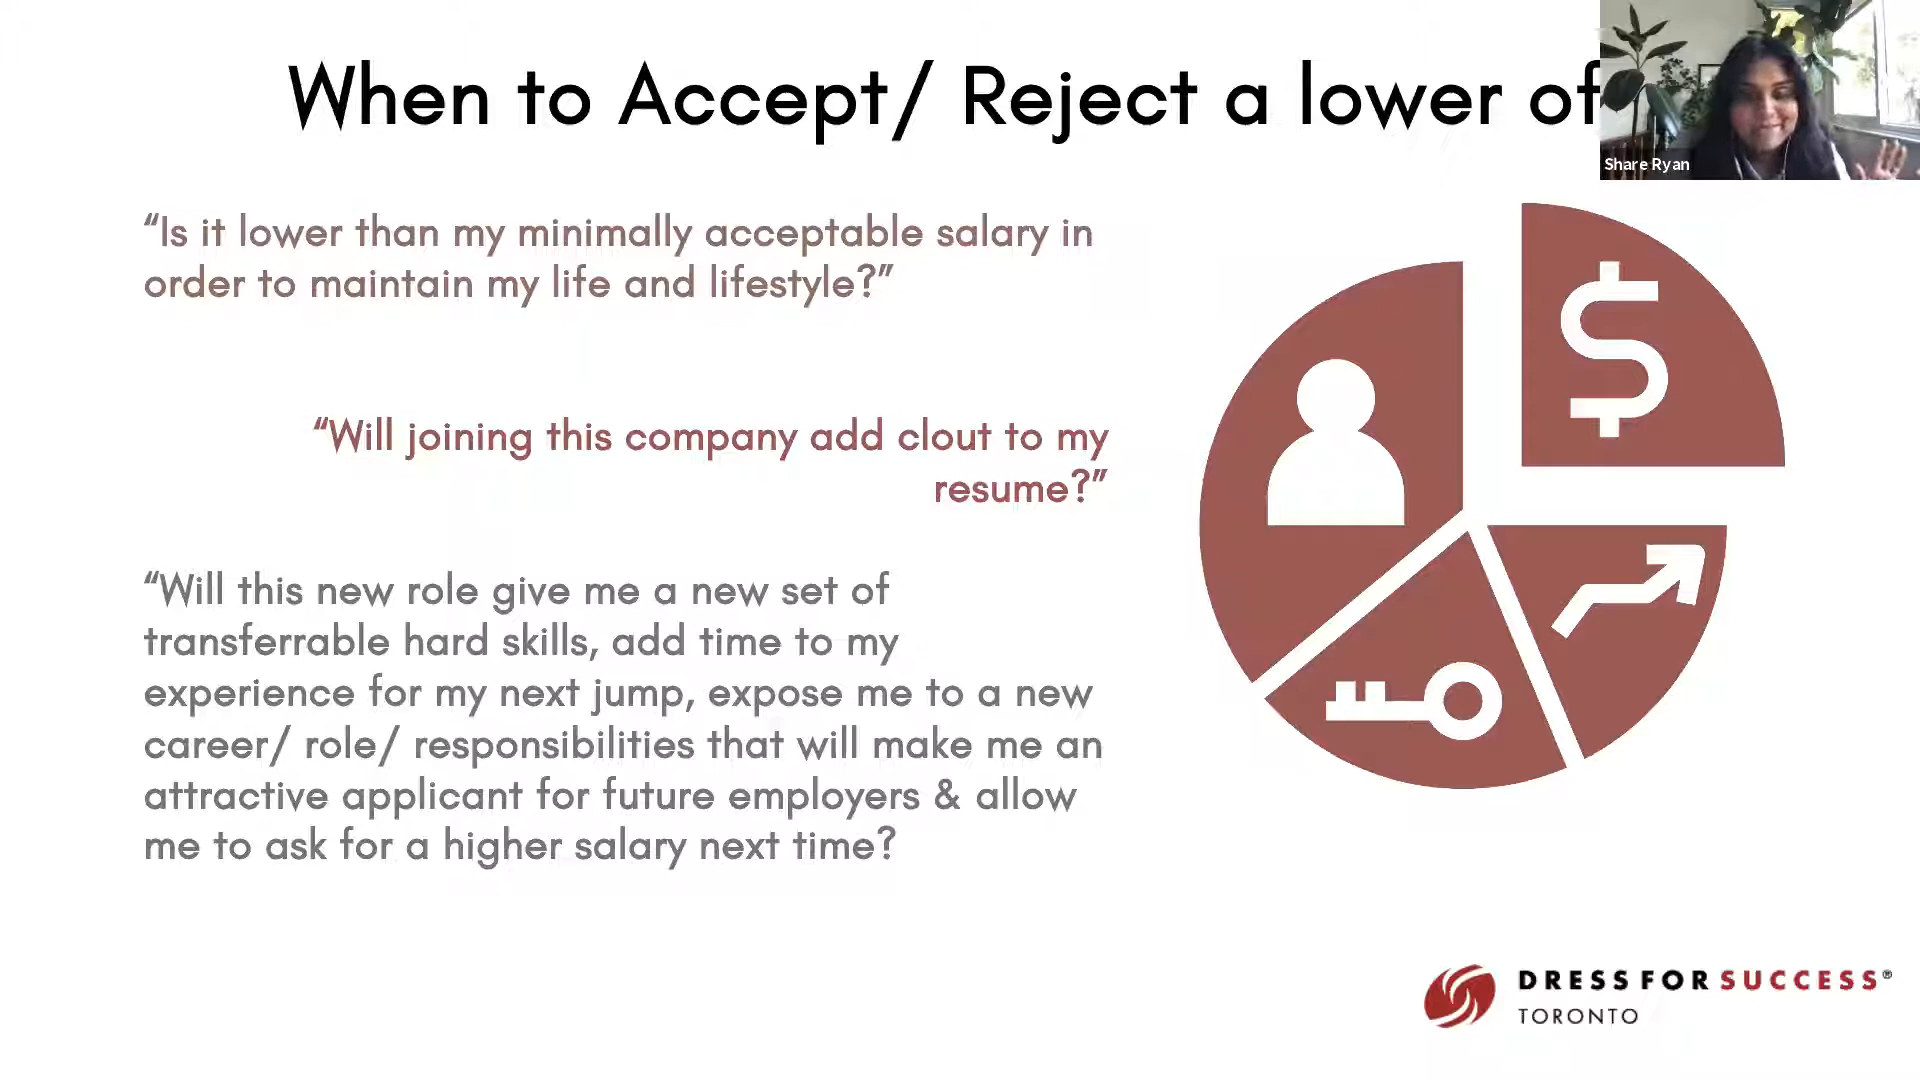 When to Accept/ Reject a lower of
Share Ryan
“Is it lower than my minimally acceptable salary in
order to maintain my life and lifestyle?”
“Will joining this company add clout to my
resume?”
“Will this new role give me a new set of
transferrable hard skills, add time to my
experience for my next jump, expose me to a new
career/ role/ responsibilities that will make me an
attractive applicant for future employers & allow
me to ask for a higher salary next time?
$
DRESS FOR SUCCESS®
TORONTO